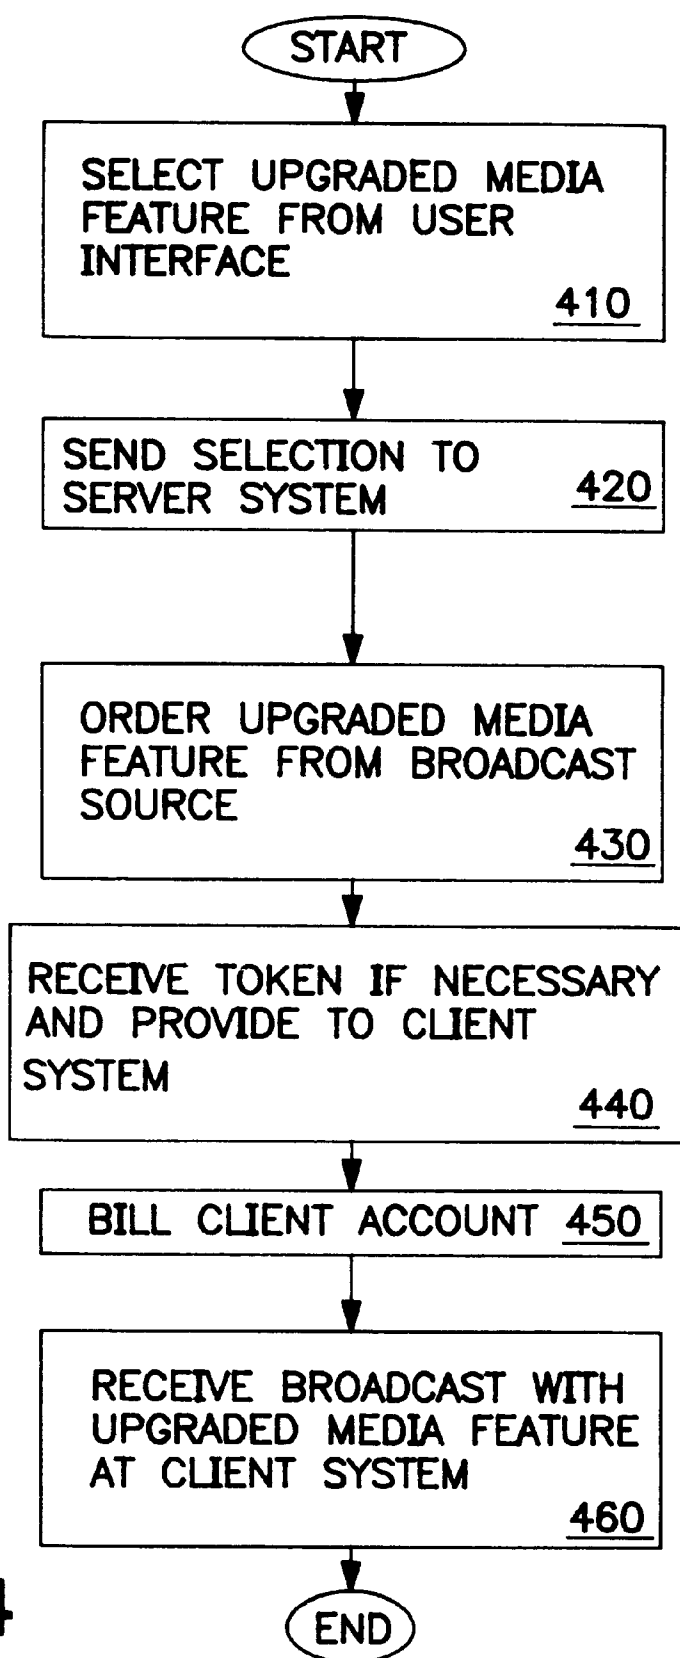 START
SELECT UPGRADED MEDIA
FEATURE FROM USER
INTERFACE
410
SEND SELECTION TO
SERVER SYSTEM
420
ORDER UPGRADED MEDIA
FEATURE FROM BROADCAST
SOURCE
430
RECEIVE TOKEN IF NECESSARY
AND PROVIDE TO CLIENT
SYSTEM
440
BILL CLIENT ACCOUNT 450
RECEIVE BROADCAST WITH
UPGRADED MEDIA FEATURE
AT CLIENT SYSTEM
460
4
END